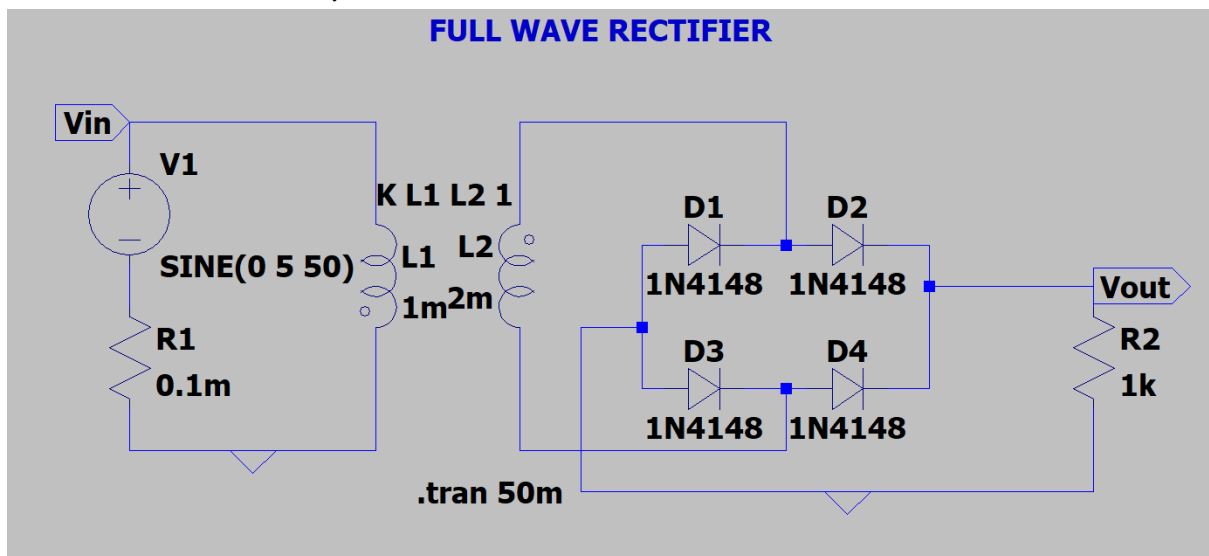 FULL WAVE RECTIFIER
Vin
V1
SINE(0 5 50)
R1
0.1m
K L1 L2 1
L1
1m
L2
2m
D1
1N4148
D2
1N4148
D3
1N4148
D4
1N4148
Vout
R2
1k
.tran 50m